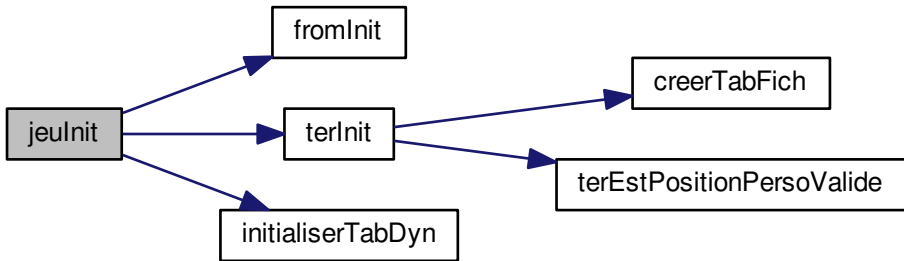 fromInit
creerTabFich
jeuInit
terInit
terEstPositionPersoValide
initialiserTabDyn